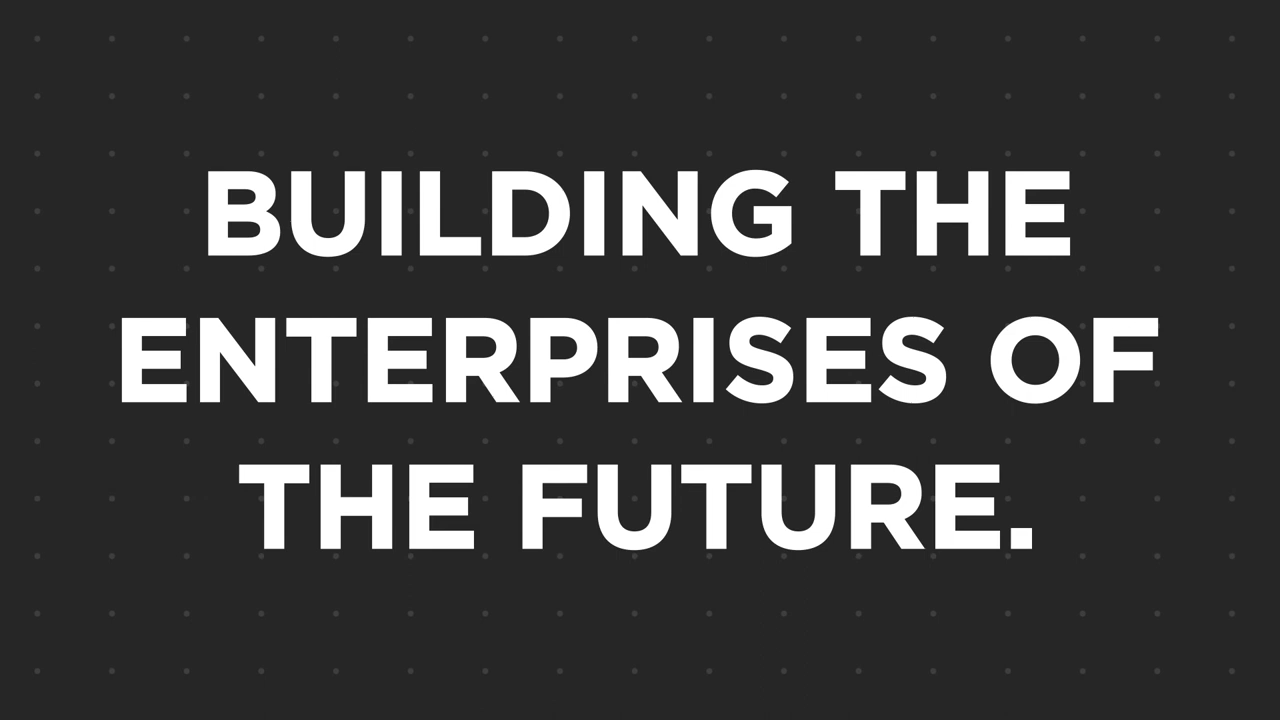 BUILDING THE
ENTERPRISES OF
THE FUTURE.